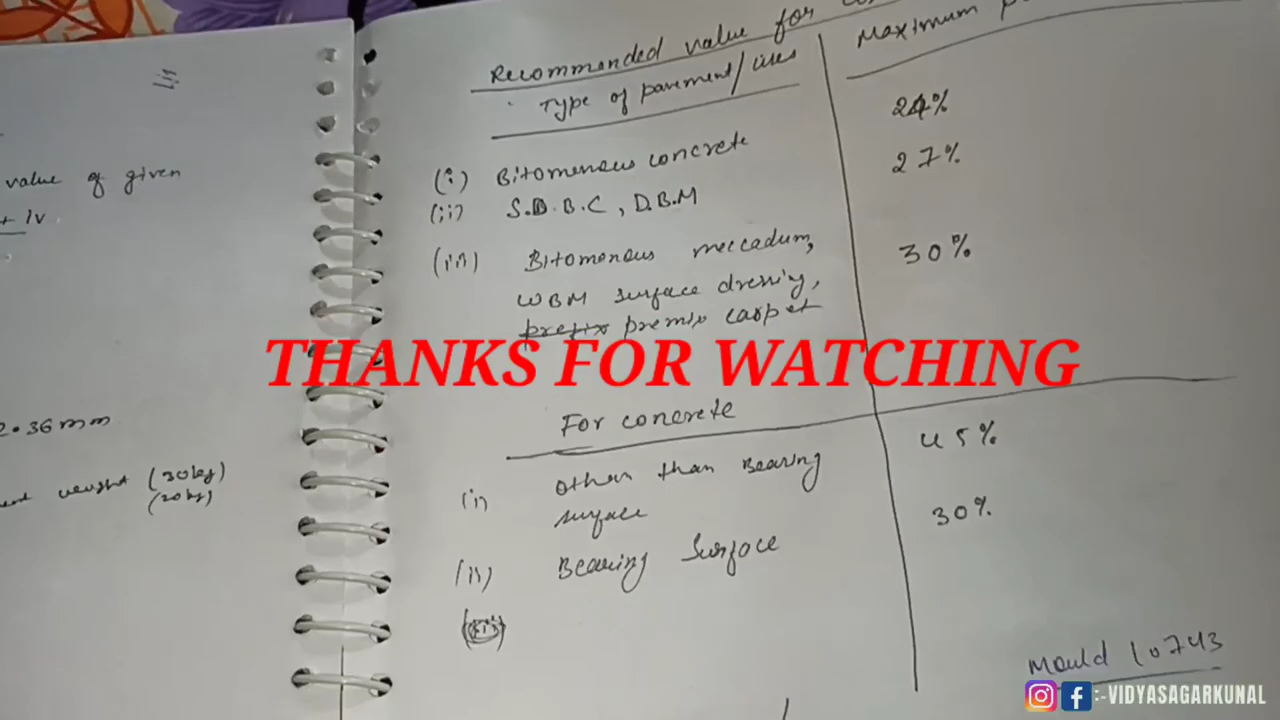 value of given
+ IV
2.36 mm
weight (30kg)
(20kg)
Recommended value for
Type of pavement/uses
Maximum
24%
(i) Bitomenous concrete
27%
(ii) S.D.B.C, D.B.M
(iii) Bitomenous meccadum,
30%
WBM surface dressing,
prefix premix carpet
THANKS FOR WATCHING
For concrete
45%
(i) other than Bearing
surface
30%
(ii) Bearing Surface
(iii)
Mould 10743
:-VIDYASAGARKUNAL